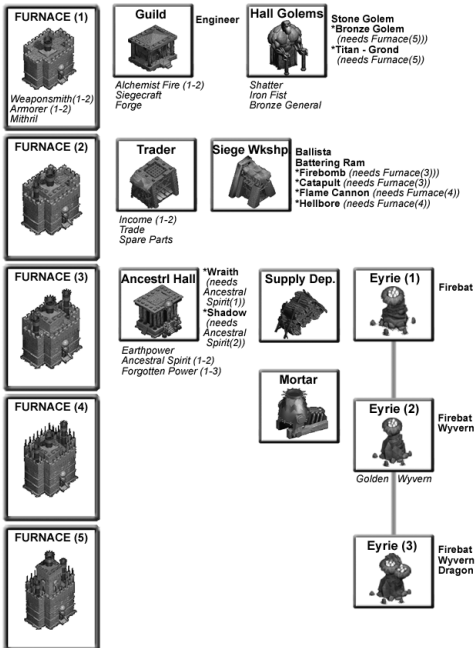 FURNACE (1)
Weaponsmith(1-2)
Armorer (1-2)
Mithril
Guild
Engineer
Alchemist Fire (1-2)
Siegecraft
Forge
Hall Golems
Stone Golem
*Bronze Golem
(needs Furnace(5)))
*Titan - Grond
(needs Furnace(5))
Shatter
Iron Fist
Bronze General
FURNACE (2)
Trader
Income (1-2)
Trade
Spare Parts
Siege Wkshp
Ballista
Battering Ram
*Firebomb (needs Furnace(3)))
*Catapult (needs Furnace(3))
*Flame Cannon (needs Furnace(4))
*Hellbore (needs Furnace(4))
FURNACE (3)
Ancestrl Hall
*Wraith
(needs
Ancestral
Spirit(1))
*Shadow
(needs
Ancestral
Spirit(2))
Earthpower
Ancestral Spirit (1-2)
Forgotten Power (1-3)
Supply Dep.
Eyrie (1)
Firebat
FURNACE (4)
Mortar
Eyrie (2)
Firebat
Wyvern
Golden Wyvern
FURNACE (5)
Eyrie (3)
Firebat
Wyvern
Dragon